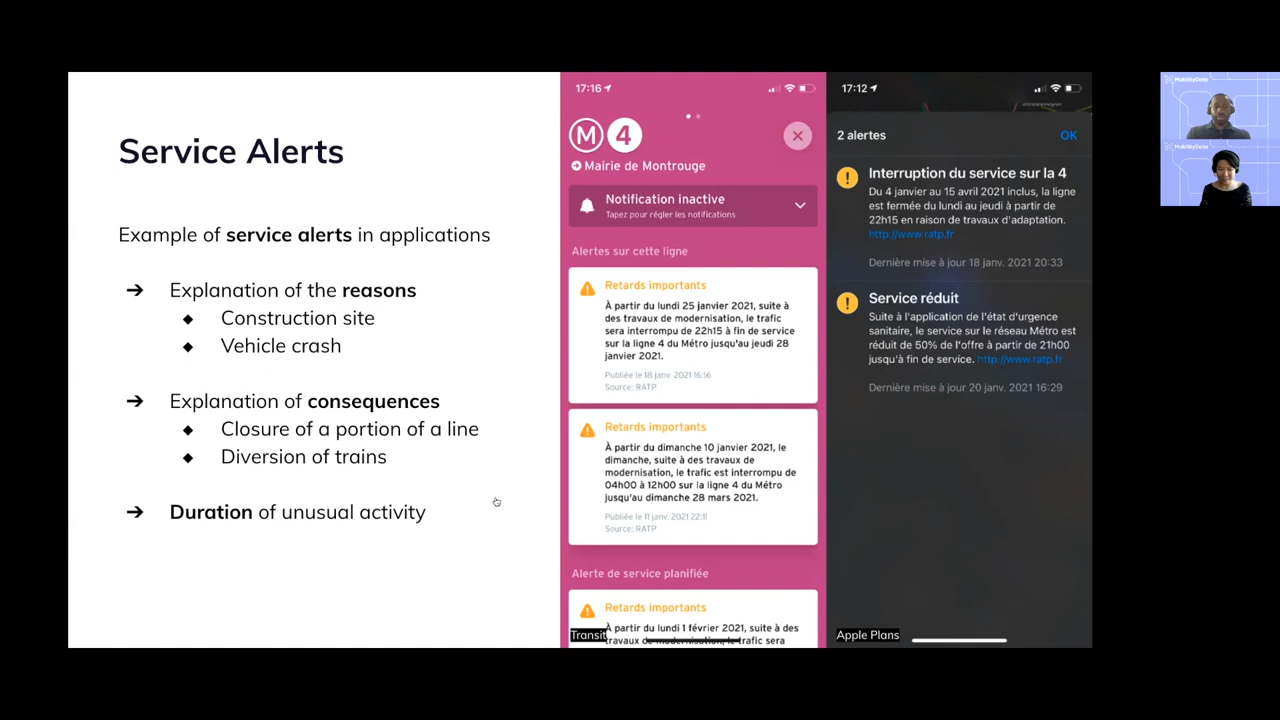 Service Alerts
Example of service alerts in applications
➔ Explanation of the reasons
◆ Construction site
◆ Vehicle crash
➔ Explanation of consequences
◆ Closure of a portion of a line
◆ Diversion of trains
➔ Duration of unusual activity
17:16
M 4
Mairie de Montrouge
Notification inactive
Tapez pour régler les notifications
Alertes sur cette ligne
Retards importants
À partir du lundi 25 janvier 2021, suite à
des travaux de modernisation, le trafic
sera interrompu de 22h15 à fin de service
sur la ligne 4 du Métro jusqu'au jeudi 28
janvier 2021.
Publiée le 18 janv. 2021 16:16
Source: RATP
Retards importants
À partir du dimanche 10 janvier 2021, le
dimanche, suite à des travaux de
modernisation, le trafic est interrompu de
04h00 à 12h00 sur la ligne 4 du Métro
jusqu'au dimanche 28 mars 2021.
Publiée le 11 janv. 2021 22:11
Source: RATP
Alerte de service planifiée
Retards importants
À partir du lundi 1 février 2021, suite à des
travaux de modernisation, le trafic sera
Transit
17:12
2 alertes
OK
Interruption du service sur la 4
Du 4 janvier au 15 avril 2021 inclus, la ligne
est fermée du lundi au jeudi à partir de
22h15 en raison de travaux d'adaptation.
http://www.ratp.fr
Dernière mise à jour 18 janv. 2021 20:33
Service réduit
Suite à l'application de l'état d'urgence
sanitaire, le service sur le réseau Métro est
réduit de 50% de l'offre à partir de 21h00
jusqu'à fin de service. http://www.ratp.fr
Dernière mise à jour 20 janv. 2021 16:29
Apple Plans
MobilityData
MobilityData